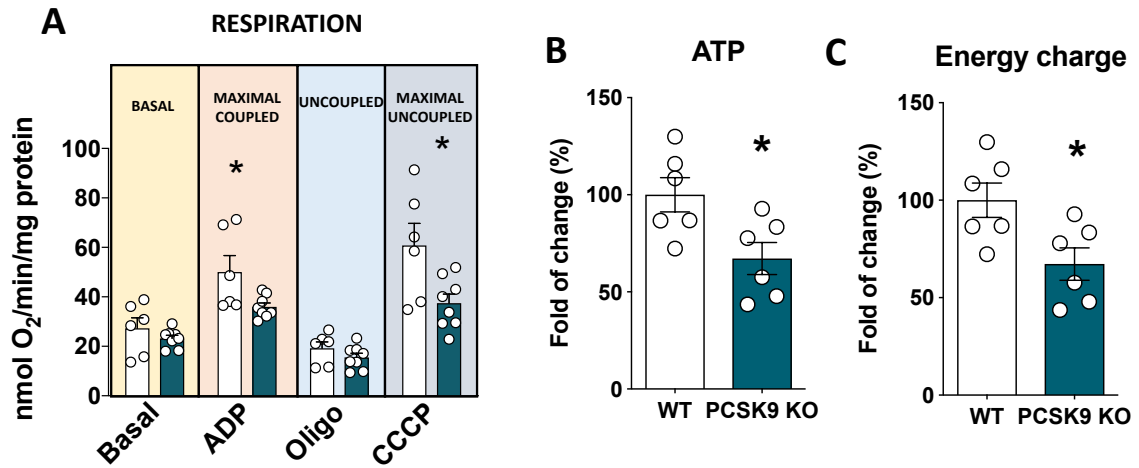 A
RESPIRATION
BASAL
MAXIMAL
COUPLED
UNCOUPLED
MAXIMAL
UNCOUPLED
*
*
nmol O₂/min/mg protein
100
80
60
40
20
0
Basal
ADP
Oligo
CCCP
B
ATP
*
Fold of change (%)
150
100
50
0
WT
PCSK9 KO
C
Energy charge
*
Fold of change (%)
150
100
50
0
WT
PCSK9 KO